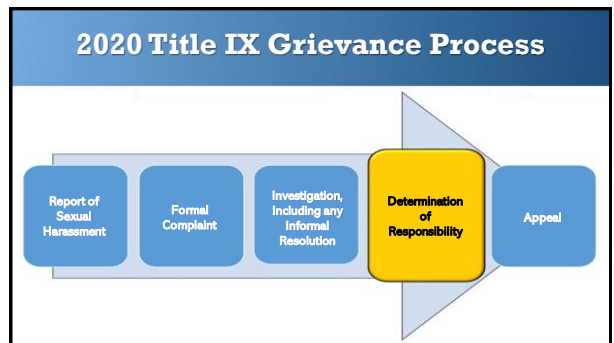 2020 Title IX Grievance Process
Report of
Sexual
Harassment
Formal
Complaint
Investigation,
Including any
Informal
Resolution
Determination
of
Responsibility
Appeal